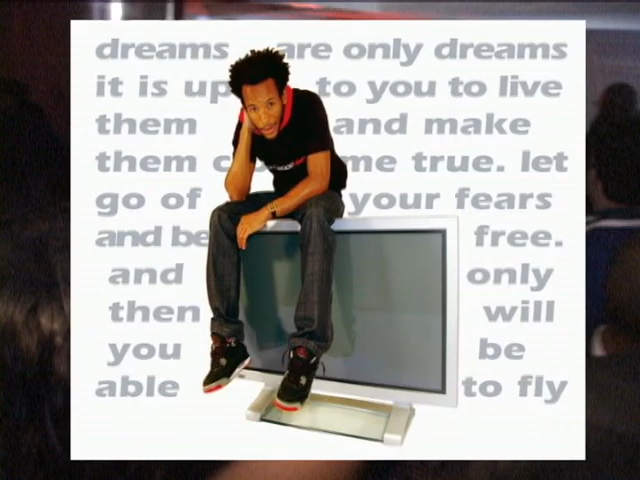 dreams are only dreams
it is up to you to live
them and make
them come true. let
go of your fears
and be free.
and only
then will
you be
able to fly